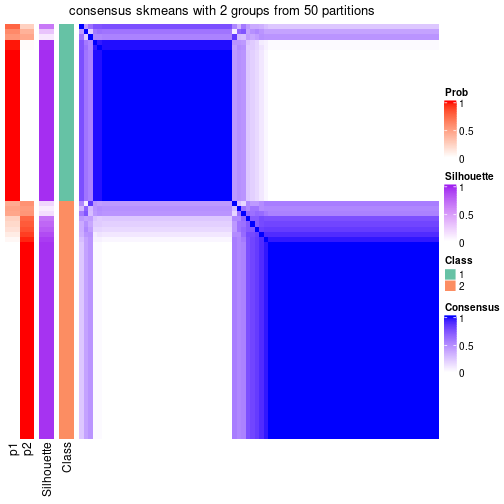 consensus skmeans with 2 groups from 50 partitions
Prob
1
0.5
0
Silhouette
1
0.5
0
Class
1
2
Consensus
1
0.5
0
p1
p2
Silhouette
Class